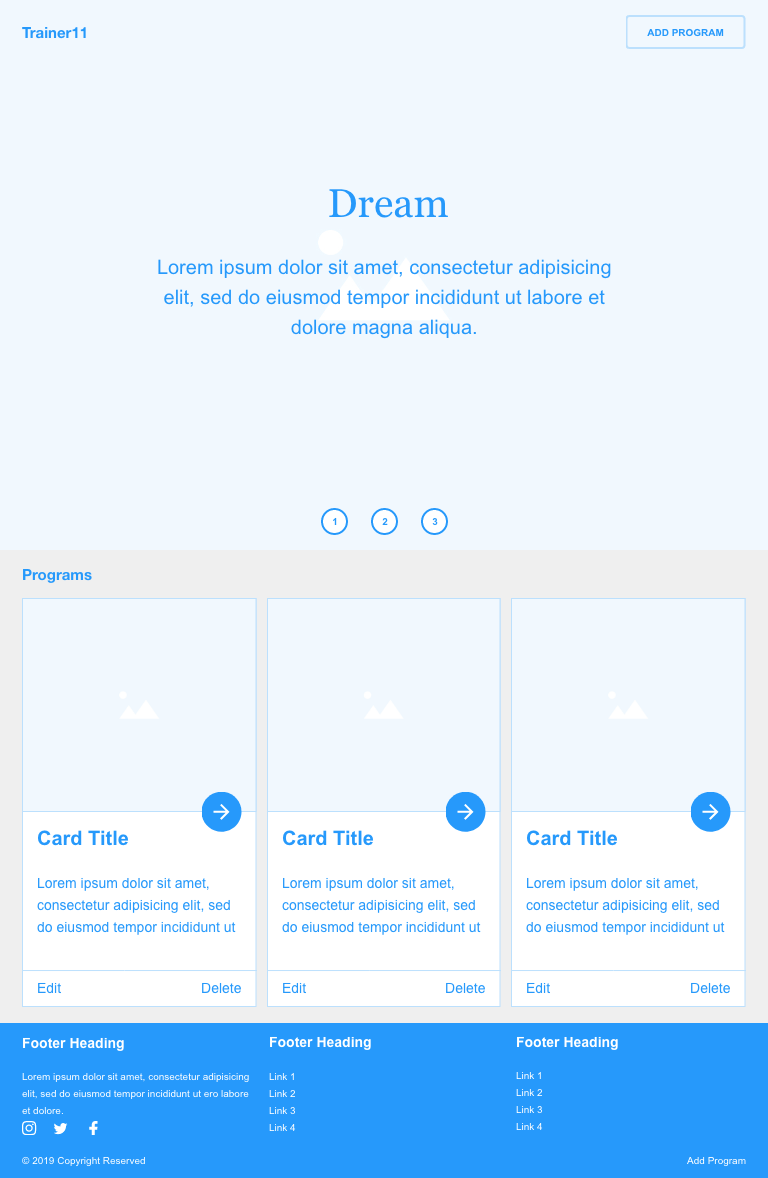 Trainer11
ADD PROGRAM
Dream
Lorem ipsum dolor sit amet, consectetur adipisicing
elit, sed do eiusmod tempor incididunt ut labore et
dolore magna aliqua.
1
2
3
Programs
Card Title
Lorem ipsum dolor sit amet,
consectetur adipisicing elit, sed
do eiusmod tempor incididunt ut
Edit
Delete
Card Title
Lorem ipsum dolor sit amet,
consectetur adipisicing elit, sed
do eiusmod tempor incididunt ut
Edit
Delete
Card Title
Lorem ipsum dolor sit amet,
consectetur adipisicing elit, sed
do eiusmod tempor incididunt ut
Edit
Delete
Footer Heading
Lorem ipsum dolor sit amet, consectetur adipisicing
elit, sed do eiusmod tempor incididunt ut ero labore
et dolore.
Footer Heading
Link 1
Link 2
Link 3
Link 4
Footer Heading
Link 1
Link 2
Link 3
Link 4
© 2019 Copyright Reserved
Add Program